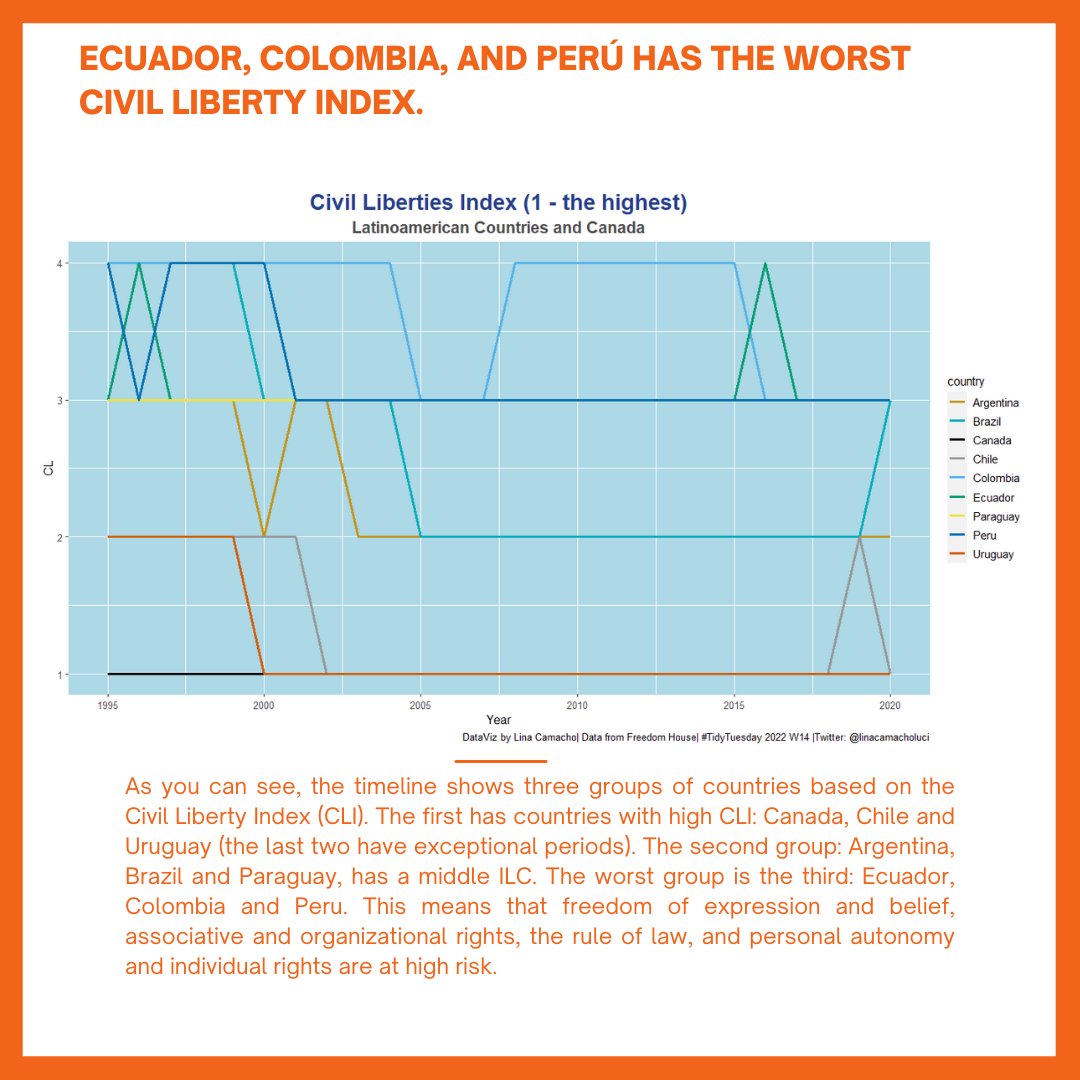 ECUADOR, COLOMBIA, AND PERÚ HAS THE WORST
CIVIL LIBERTY INDEX.
Civil Liberties Index (1 - the highest)
Latinoamerican Countries and Canada
4
3
2
1
CL
1995
2000
2005
2010
2015
2020
Year
country
Argentina
Brazil
Canada
Chile
Colombia
Ecuador
Paraguay
Peru
Uruguay
DataViz by Lina Camacho| Data from Freedom House| #TidyTuesday 2022 W14 |Twitter: @linacamacholuci
As you can see, the timeline shows three groups of countries based on the
Civil Liberty Index (CLI). The first has countries with high CLI: Canada, Chile and
Uruguay (the last two have exceptional periods). The second group: Argentina,
Brazil and Paraguay, has a middle ILC. The worst group is the third: Ecuador,
Colombia and Peru. This means that freedom of expression and belief,
associative and organizational rights, the rule of law, and personal autonomy
and individual rights are at high risk.